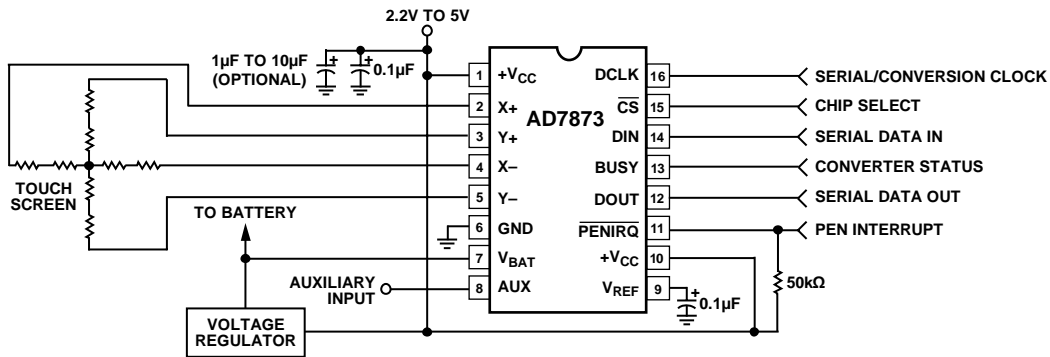 2.2V TO 5V
1µF TO 10µF
(OPTIONAL)
+
+
0.1µF
TOUCH
SCREEN
TO BATTERY
AUXILIARY
INPUT
VOLTAGE
REGULATOR
AD7873
1 +VCC
2 X+
3 Y+
4 X–
5 Y–
6 GND
7 VBAT
8 AUX
DCLK 16 SERIAL/CONVERSION CLOCK
CS 15 CHIP SELECT
DIN 14 SERIAL DATA IN
BUSY 13 CONVERTER STATUS
DOUT 12 SERIAL DATA OUT
PENIRQ 11 PEN INTERRUPT
+VCC 10
VREF 9
+
0.1µF
50kΩ